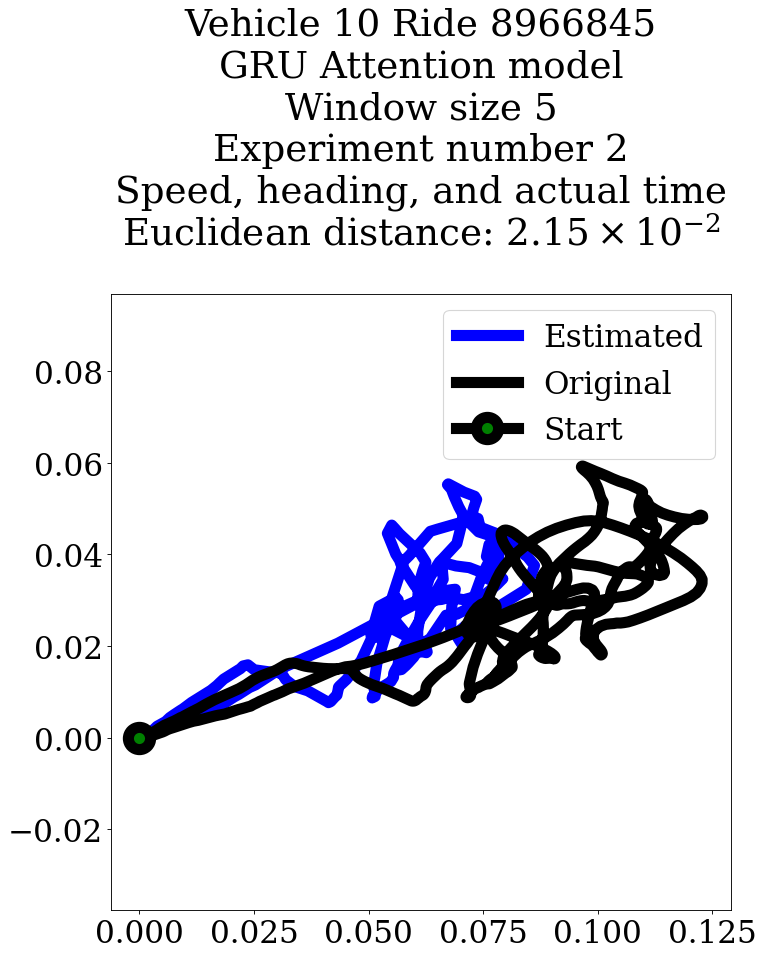 Vehicle 10 Ride 8966845
GRU Attention model
Window size 5
Experiment number 2
Speed, heading, and actual time
Euclidean distance: 2.15 × 10⁻²
Estimated
Original
Start
0.08
0.06
0.04
0.02
0.00
−0.02
0.000 0.025 0.050 0.075 0.100 0.125